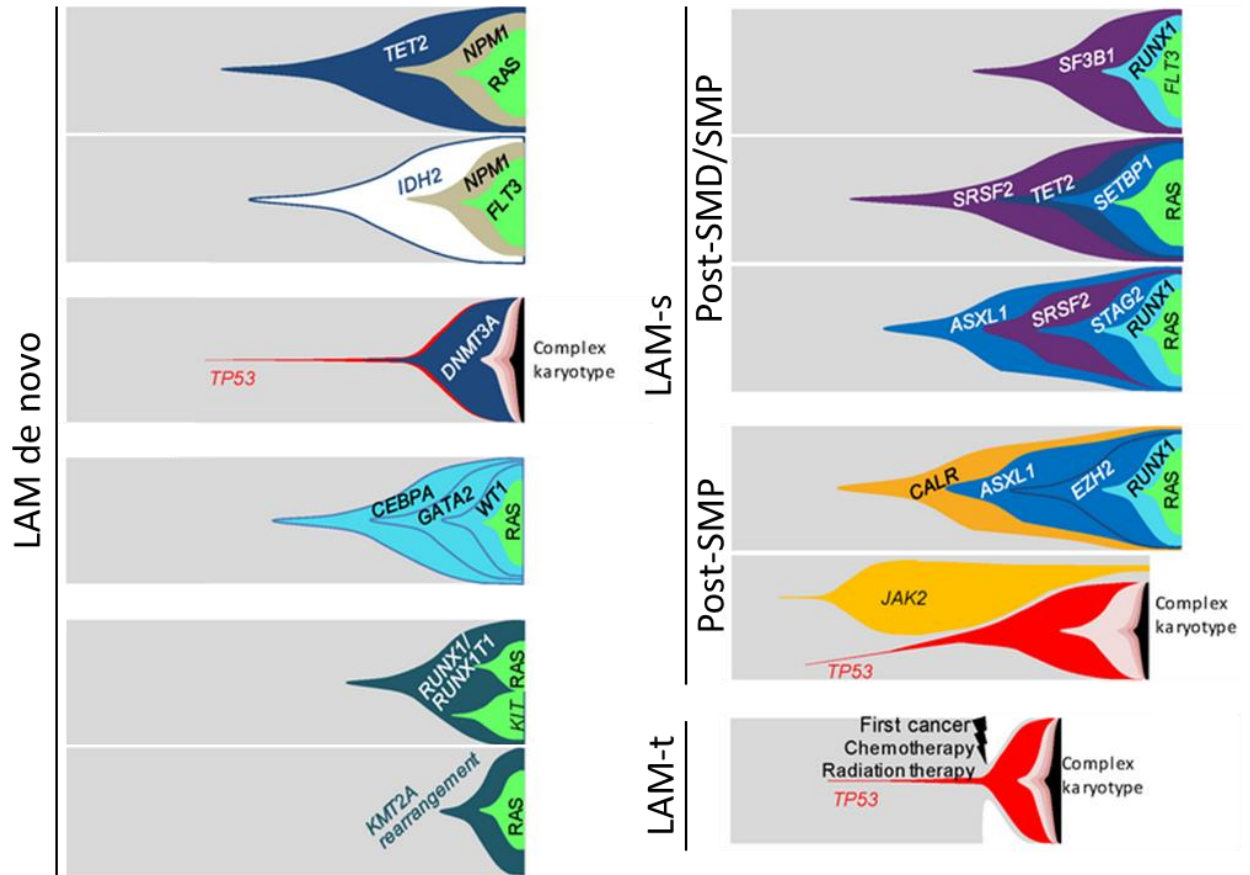 LAM de novo
TET2
NPM1
RAS
IDH2
NPM1
FLT3
TP53
DNMT3A
Complex
karyotype
CEBPA
GATA2
WT1
RAS
RUNX1/
RUNX1T1
RAS
KIT
KMT2A
rearrangement
RAS
LAM-s
Post-SMD/SMP
SF3B1
RUNX1
FLT3
SRSF2
TET2
SETBP1
RAS
ASXL1
SRSF2
STAG2
RUNX1
RAS
Post-SMP
CALR
ASXL1
EZH2
RUNX1
RAS
JAK2
TP53
Complex
karyotype
LAM-t
First cancer
Chemotherapy
Radiation therapy
TP53
Complex
karyotype